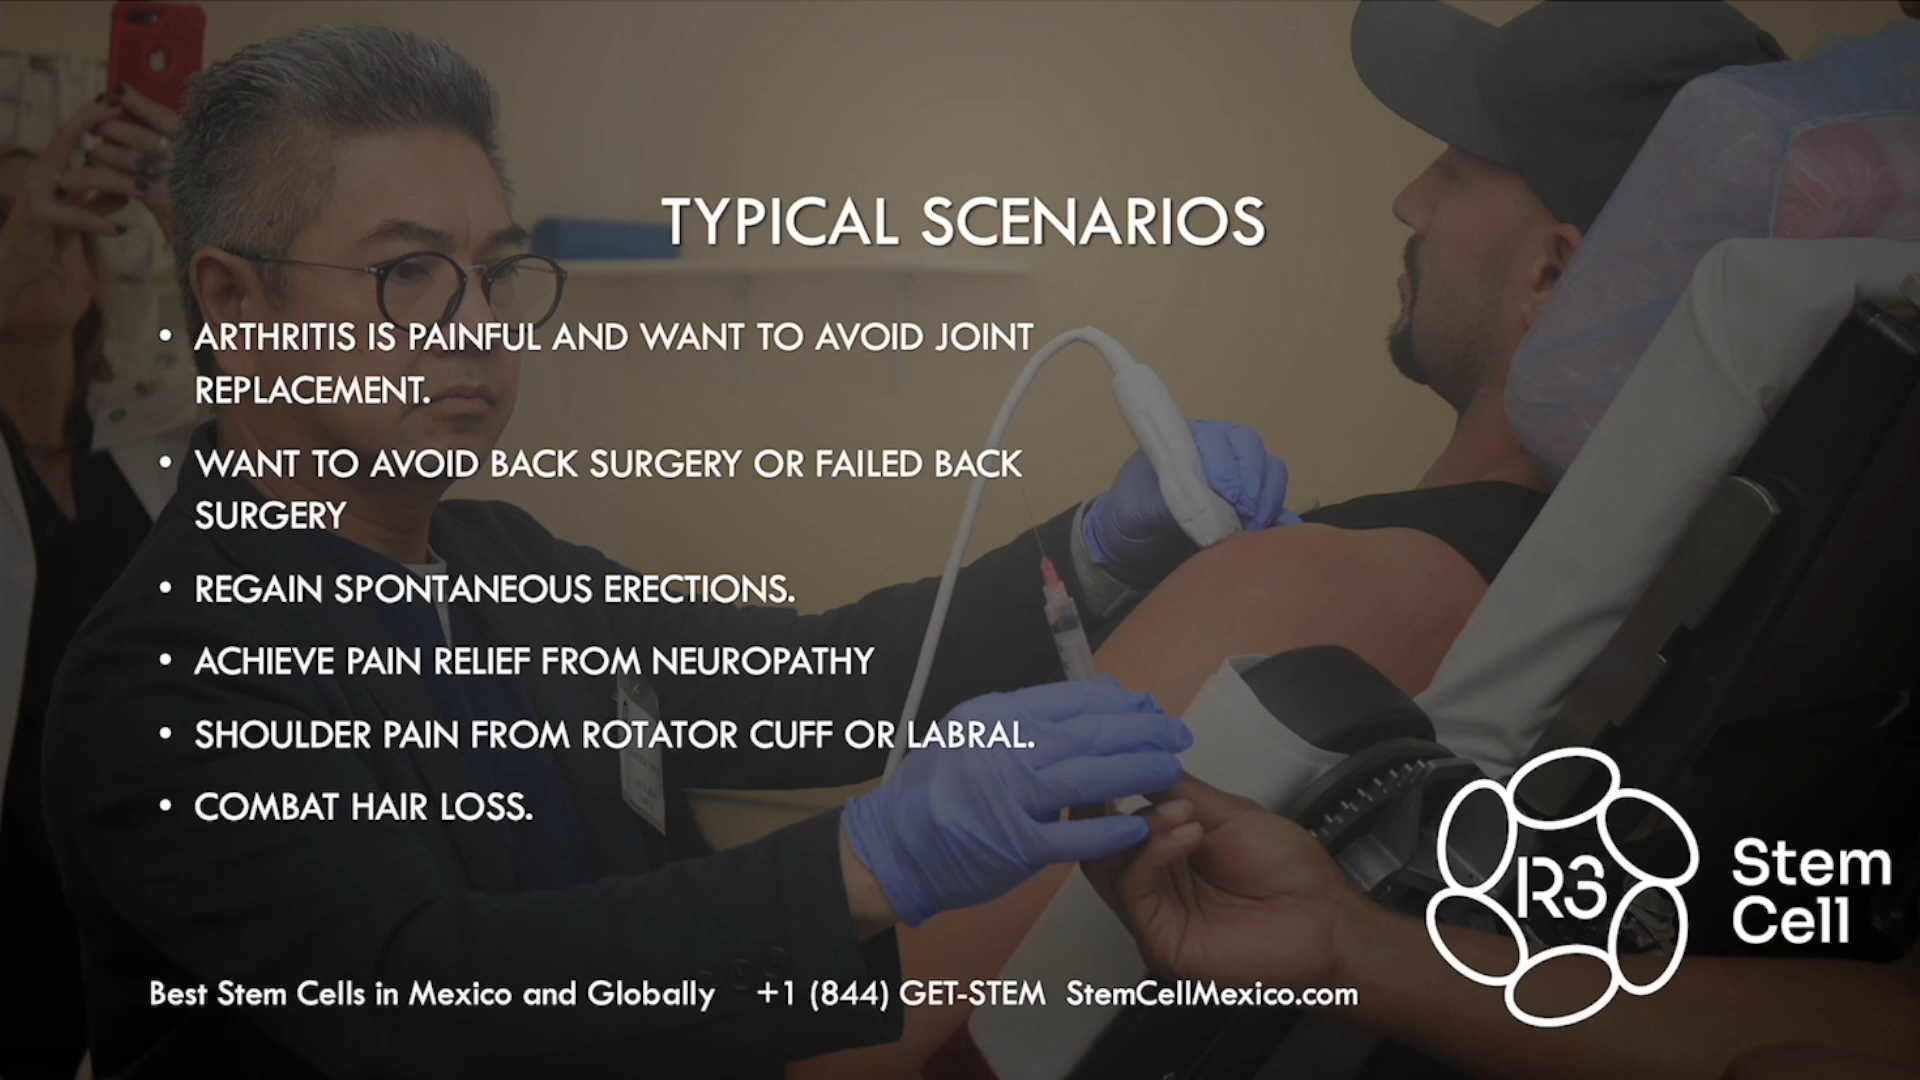 TYPICAL SCENARIOS
• ARTHRITIS IS PAINFUL AND WANT TO AVOID JOINT
REPLACEMENT.
• WANT TO AVOID BACK SURGERY OR FAILED BACK
SURGERY
• REGAIN SPONTANEOUS ERECTIONS.
• ACHIEVE PAIN RELIEF FROM NEUROPATHY
• SHOULDER PAIN FROM ROTATOR CUFF OR LABRAL.
• COMBAT HAIR LOSS.
R3
Stem
Cell
Best Stem Cells in Mexico and Globally +1 (844) GET-STEM StemCellMexico.com